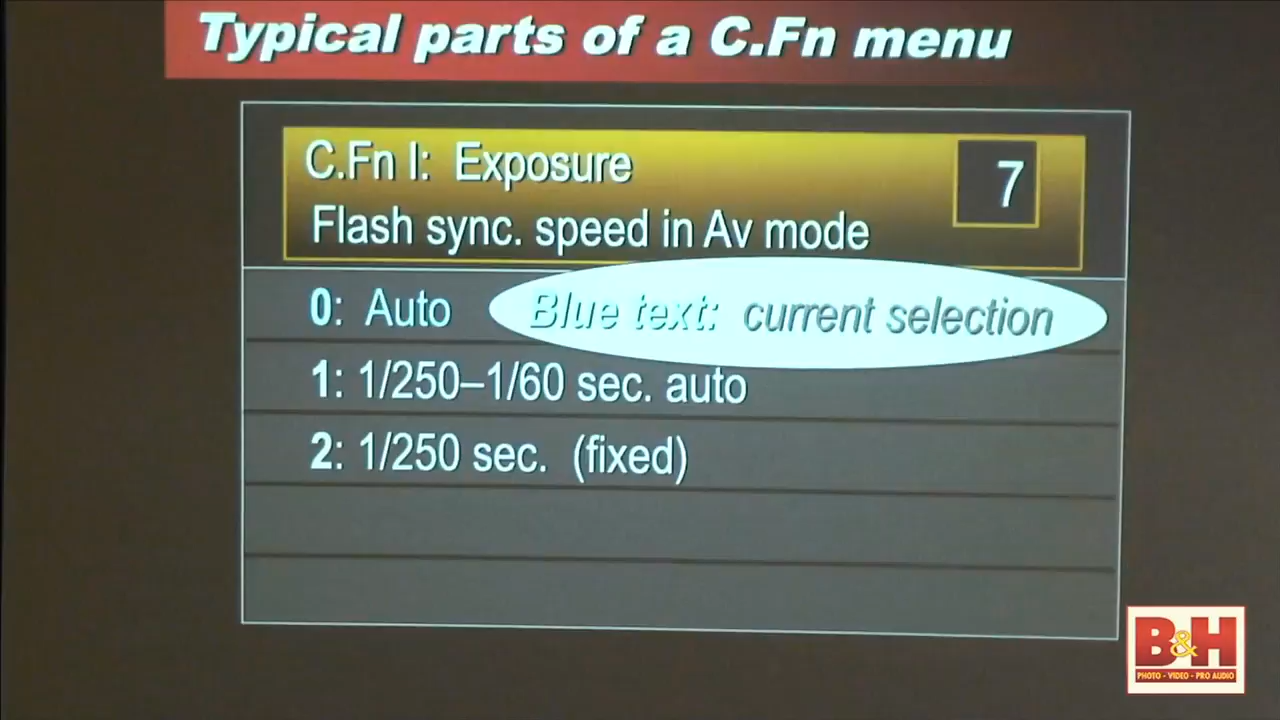 Typical parts of a C.Fn menu
C.Fn I: Exposure
7
Flash sync. speed in Av mode
0: Auto
Blue text: current selection
1: 1/250–1/60 sec. auto
2: 1/250 sec. (fixed)
B&H
PHOTO - VIDEO - PRO AUDIO